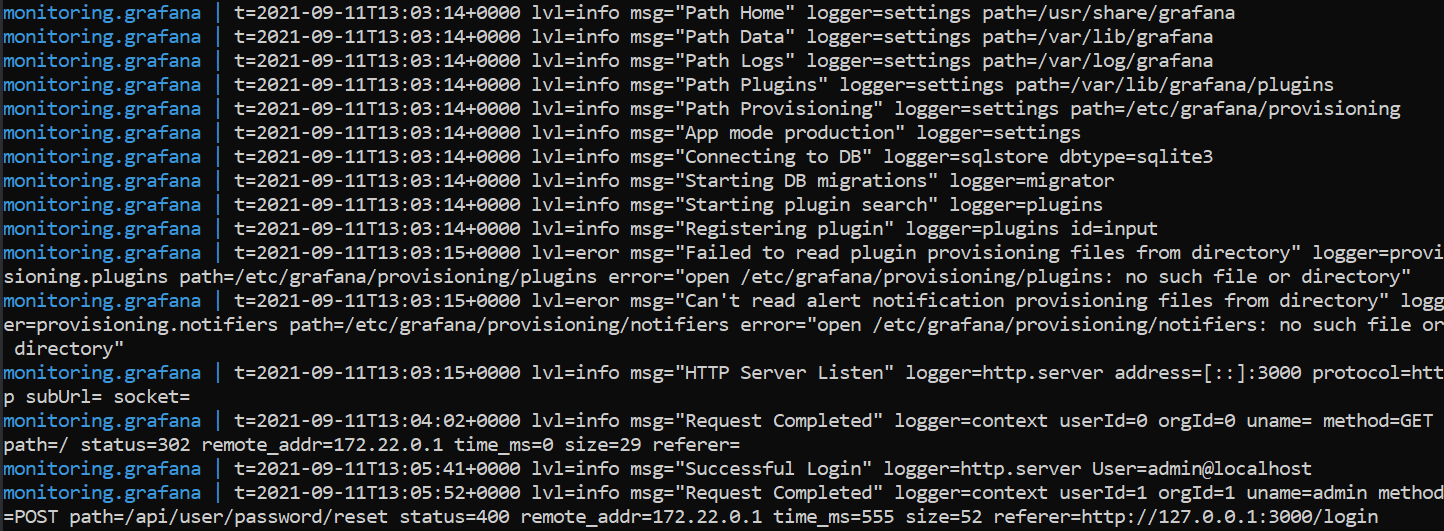 monitoring.grafana | t=2021-09-11T13:03:14+0000 lvl=info msg="Path Home" logger=settings path=/usr/share/grafana
monitoring.grafana | t=2021-09-11T13:03:14+0000 lvl=info msg="Path Data" logger=settings path=/var/lib/grafana
monitoring.grafana | t=2021-09-11T13:03:14+0000 lvl=info msg="Path Logs" logger=settings path=/var/log/grafana
monitoring.grafana | t=2021-09-11T13:03:14+0000 lvl=info msg="Path Plugins" logger=settings path=/var/lib/grafana/plugins
monitoring.grafana | t=2021-09-11T13:03:14+0000 lvl=info msg="Path Provisioning" logger=settings path=/etc/grafana/provisioning
monitoring.grafana | t=2021-09-11T13:03:14+0000 lvl=info msg="App mode production" logger=settings
monitoring.grafana | t=2021-09-11T13:03:14+0000 lvl=info msg="Connecting to DB" logger=sqlstore dbtype=sqlite3
monitoring.grafana | t=2021-09-11T13:03:14+0000 lvl=info msg="Starting DB migrations" logger=migrator
monitoring.grafana | t=2021-09-11T13:03:14+0000 lvl=info msg="Starting plugin search" logger=plugins
monitoring.grafana | t=2021-09-11T13:03:14+0000 lvl=info msg="Registering plugin" logger=plugins id=input
monitoring.grafana | t=2021-09-11T13:03:15+0000 lvl=eror msg="Failed to read plugin provisioning files from directory" logger=provi
sioning.plugins path=/etc/grafana/provisioning/plugins error="open /etc/grafana/provisioning/plugins: no such file or directory"
monitoring.grafana | t=2021-09-11T13:03:15+0000 lvl=eror msg="Can't read alert notification provisioning files from directory" logg
er=provisioning.notifiers path=/etc/grafana/provisioning/notifiers error="open /etc/grafana/provisioning/notifiers: no such file or
 directory"
monitoring.grafana | t=2021-09-11T13:03:15+0000 lvl=info msg="HTTP Server Listen" logger=http.server address=[::]:3000 protocol=htt
p subUrl= socket=
monitoring.grafana | t=2021-09-11T13:04:02+0000 lvl=info msg="Request Completed" logger=context userId=0 orgId=0 uname= method=GET
path=/ status=302 remote_addr=172.22.0.1 time_ms=0 size=29 referer=
monitoring.grafana | t=2021-09-11T13:05:41+0000 lvl=info msg="Successful Login" logger=http.server User=admin@localhost
monitoring.grafana | t=2021-09-11T13:05:52+0000 lvl=info msg="Request Completed" logger=context userId=1 orgId=1 uname=admin method
=POST path=/api/user/password/reset status=400 remote_addr=172.22.0.1 time_ms=555 size=52 referer=http://127.0.0.1:3000/login